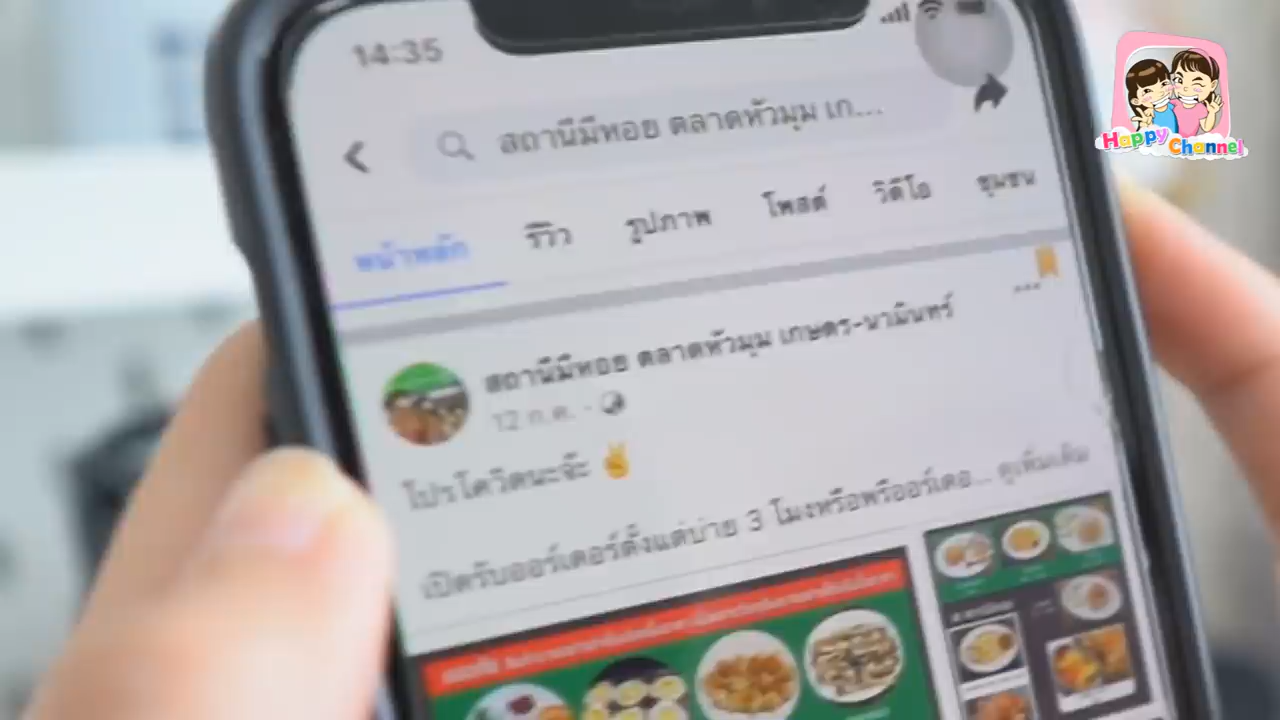 14:35
Happy Channel
สถานีมีหอย ตลาดหัวมุม เก...
หน้าหลัก รีวิว รูปภาพ โพสต์ วิดีโอ ชุมชน
สถานีมีหอย ตลาดหัวมุม เกษตร-นวมินทร์
12 ก.ค.
โปรโควิดนะจ๊ะ ✌
เปิดรับออร์เดอร์ตั้งแต่บ่าย 3 โมงหรือพรีออร์เดอ... ดูเพิ่มเติม